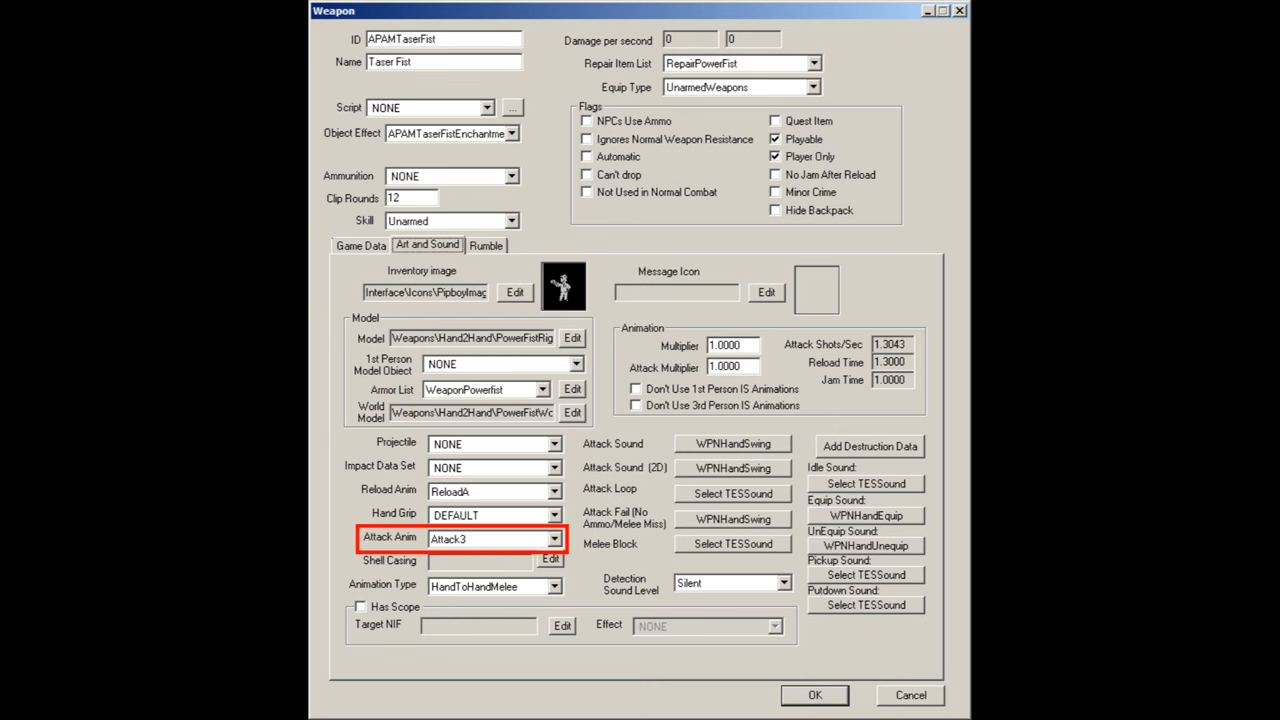 Weapon
ID APAMTaserFist
Name Taser Fist
Script NONE ...
Object Effect APAMTaserFistEnchantme
Ammunition NONE
Clip Rounds 12
Skill Unarmed
Damage per second 0 0
Repair Item List RepairPowerFist
Equip Type UnarmedWeapons
Flags
NPCs Use Ammo
Ignores Normal Weapon Resistance
Automatic
Can't drop
Not Used in Normal Combat
Quest Item
Playable
Player Only
No Jam After Reload
Minor Crime
Hide Backpack
Game Data Art and Sound Rumble
Inventory image
Interface\Icons\PipboyImag Edit
Message Icon
Edit
Model
Model \Weapons\Hand2Hand\PowerFistRig Edit
1st Person
Model Object NONE
Armor List WeaponPowerfist Edit
World
Model \Weapons\Hand2Hand\PowerFistWo Edit
Animation
Multiplier 1.0000
Attack Multiplier 1.0000
Attack Shots/Sec 1.3043
Reload Time 1.3000
Jam Time 1.0000
Don't Use 1st Person IS Animations
Don't Use 3rd Person IS Animations
Projectile NONE
Impact Data Set NONE
Reload Anim ReloadA
Hand Grip DEFAULT
Attack Anim Attack3
Shell Casing Edit
Animation Type HandToHandMelee
Attack Sound WPNHandSwing
Attack Sound (2D) WPNHandSwing
Attack Loop Select TESSound
Attack Fail (No
Ammo/Melee Miss) WPNHandSwing
Melee Block Select TESSound
Detection
Sound Level Silent
Add Destruction Data
Idle Sound:
Select TESSound
Equip Sound:
WPNHandEquip
UnEquip Sound:
WPNHandUnequip
Pickup Sound:
Select TESSound
Putdown Sound:
Select TESSound
Has Scope
Target NIF Edit
Effect NONE
OK Cancel